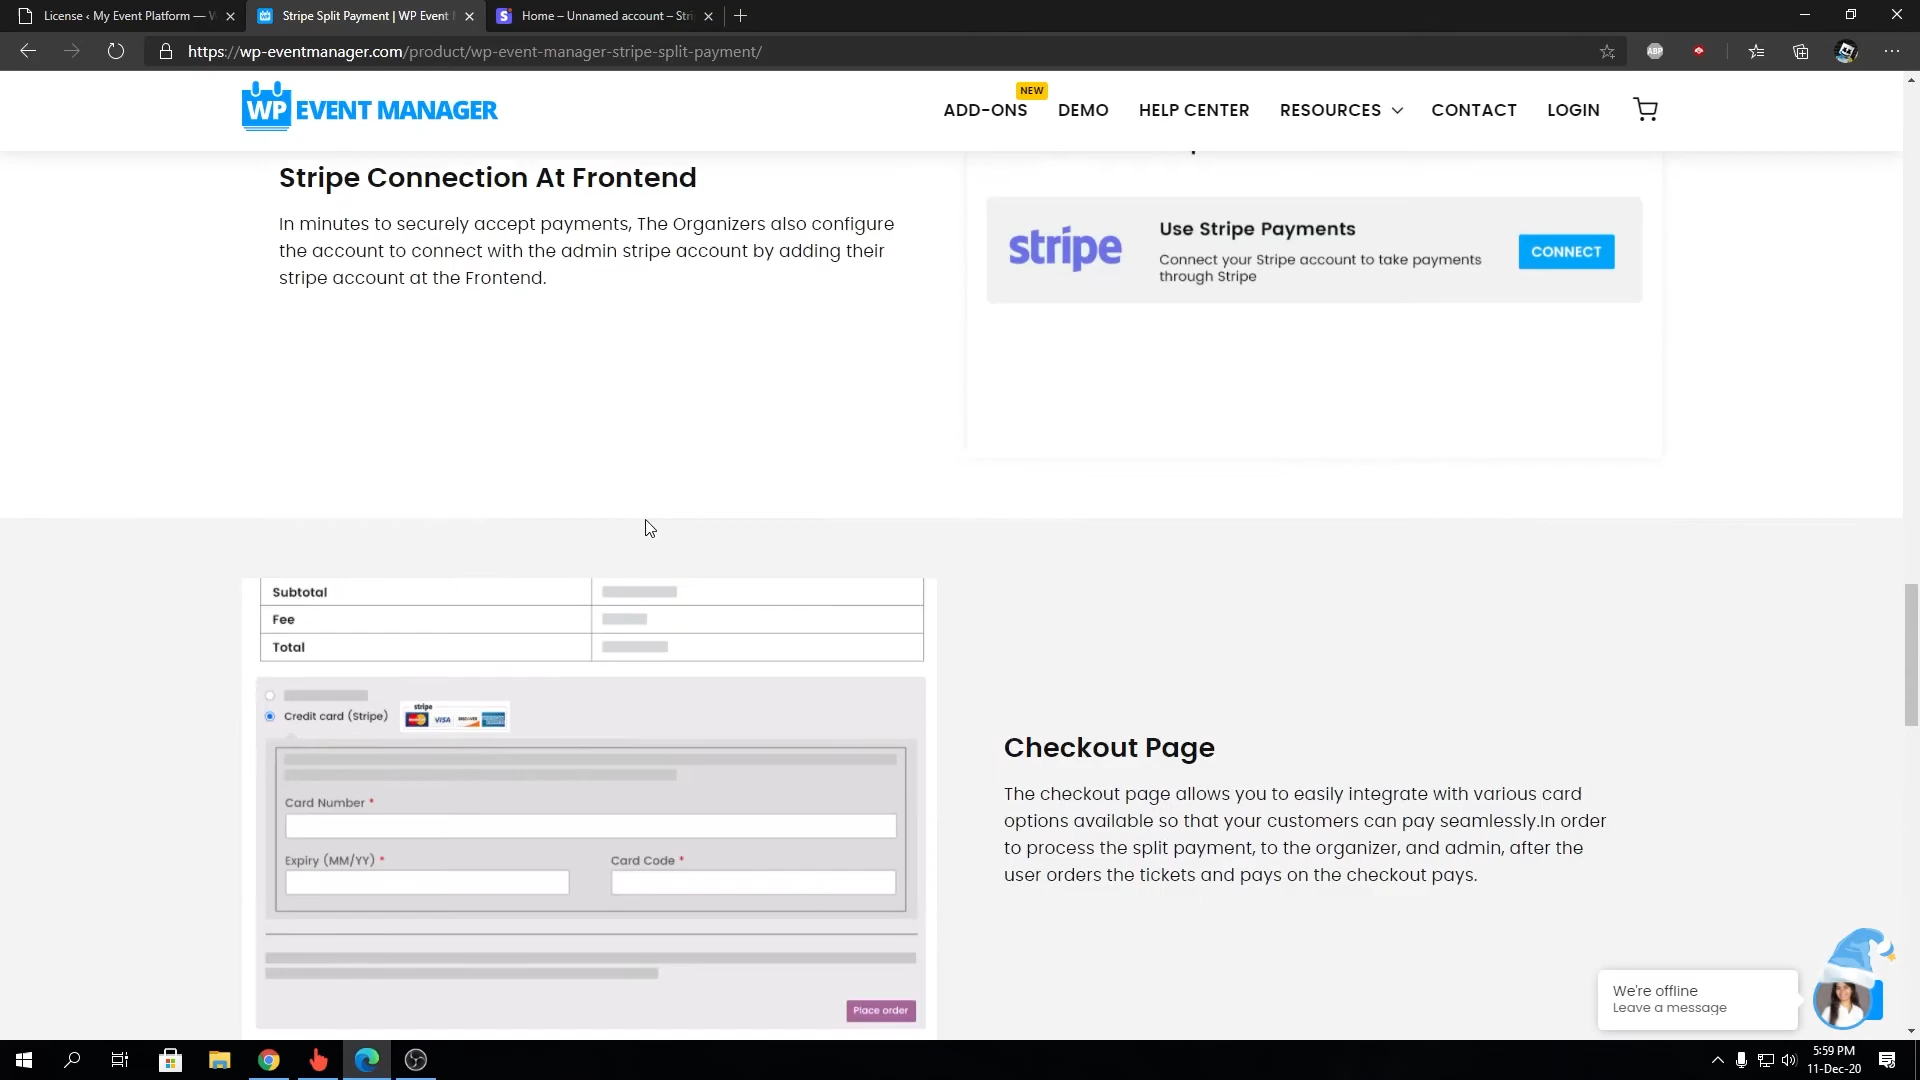 License ‹ My Event Platform — W
Stripe Split Payment | WP Event
Home – Unnamed account – Stri
https://wp-eventmanager.com/product/wp-event-manager-stripe-split-payment/
ABP
WP EVENT MANAGER
NEW
ADD-ONS DEMO HELP CENTER RESOURCES CONTACT LOGIN
Stripe Connection At Frontend
In minutes to securely accept payments, The Organizers also configure
the account to connect with the admin stripe account by adding their
stripe account at the Frontend.
stripe
Use Stripe Payments
Connect your Stripe account to take payments
through Stripe
CONNECT
Subtotal
Fee
Total
Credit card (Stripe)
stripe
VISA
DISCOVER
Card Number *
Expiry (MM/YY) *
Card Code *
Place order
Checkout Page
The checkout page allows you to easily integrate with various card
options available so that your customers can pay seamlessly.In order
to process the split payment, to the organizer, and admin, after the
user orders the tickets and pays on the checkout pays.
We're offline
Leave a message
5:59 PM
11-Dec-20